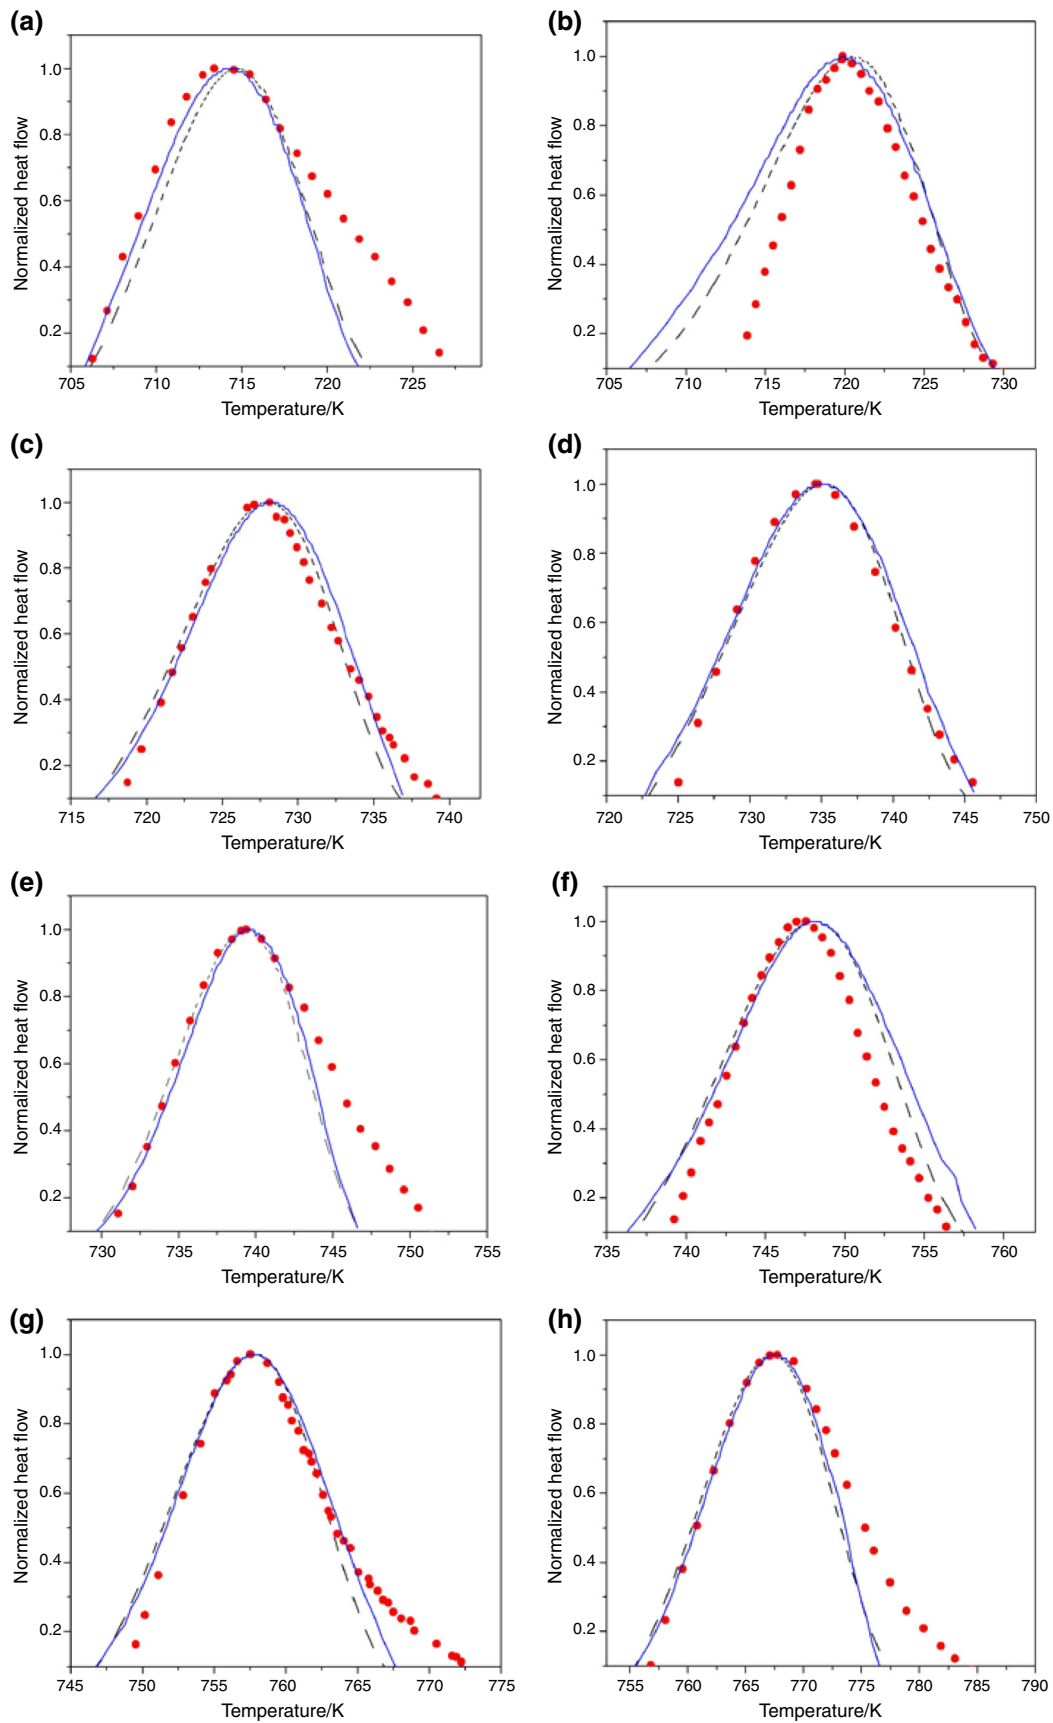 (a)
Normalized heat flow
1.0
0.8
0.6
0.4
0.2
705 710 715 720 725
Temperature/K
(b)
Normalized heat flow
1.0
0.8
0.6
0.4
0.2
705 710 715 720 725 730
Temperature/K
(c)
Normalized heat flow
1.0
0.8
0.6
0.4
0.2
715 720 725 730 735 740
Temperature/K
(d)
Normalized heat flow
1.0
0.8
0.6
0.4
0.2
720 725 730 735 740 745 750
Temperature/K
(e)
Normalized heat flow
1.0
0.8
0.6
0.4
0.2
730 735 740 745 750 755
Temperature/K
(f)
Normalized heat flow
1.0
0.8
0.6
0.4
0.2
735 740 745 750 755 760
Temperature/K
(g)
Normalized heat flow
1.0
0.8
0.6
0.4
0.2
745 750 755 760 765 770 775
Temperature/K
(h)
Normalized heat flow
1.0
0.8
0.6
0.4
0.2
755 760 765 770 775 780 785 790
Temperature/K